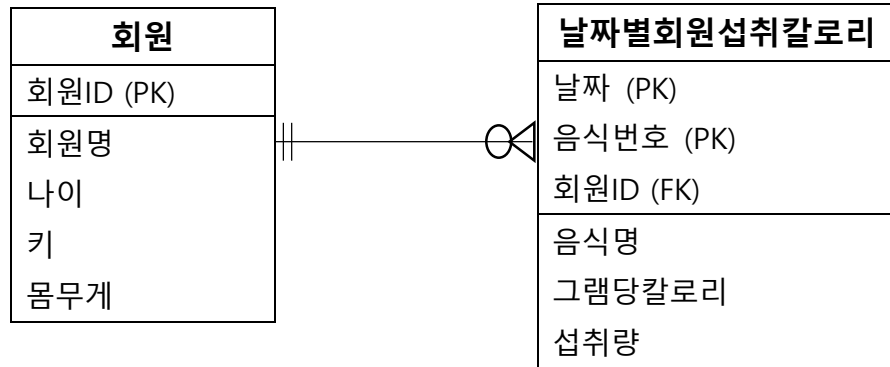 회원
회원ID (PK)
회원명
나이
키
몸무게
날짜별회원섭취칼로리
날짜 (PK)
음식번호 (PK)
회원ID (FK)
음식명
그램당칼로리
섭취량